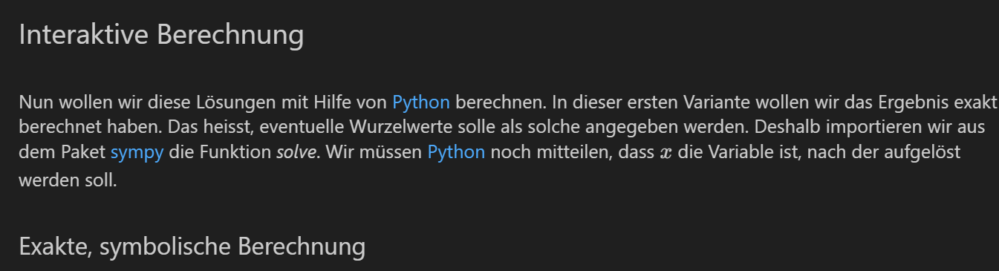 Interaktive Berechnung
Nun wollen wir diese Lösungen mit Hilfe von Python berechnen. In dieser ersten Variante wollen wir das Ergebnis exakt
berechnet haben. Das heisst, eventuelle Wurzelwerte solle als solche angegeben werden. Deshalb importieren wir aus
dem Paket sympy die Funktion solve. Wir müssen Python noch mitteilen, dass x die Variable ist, nach der aufgelöst
werden soll.
Exakte, symbolische Berechnung